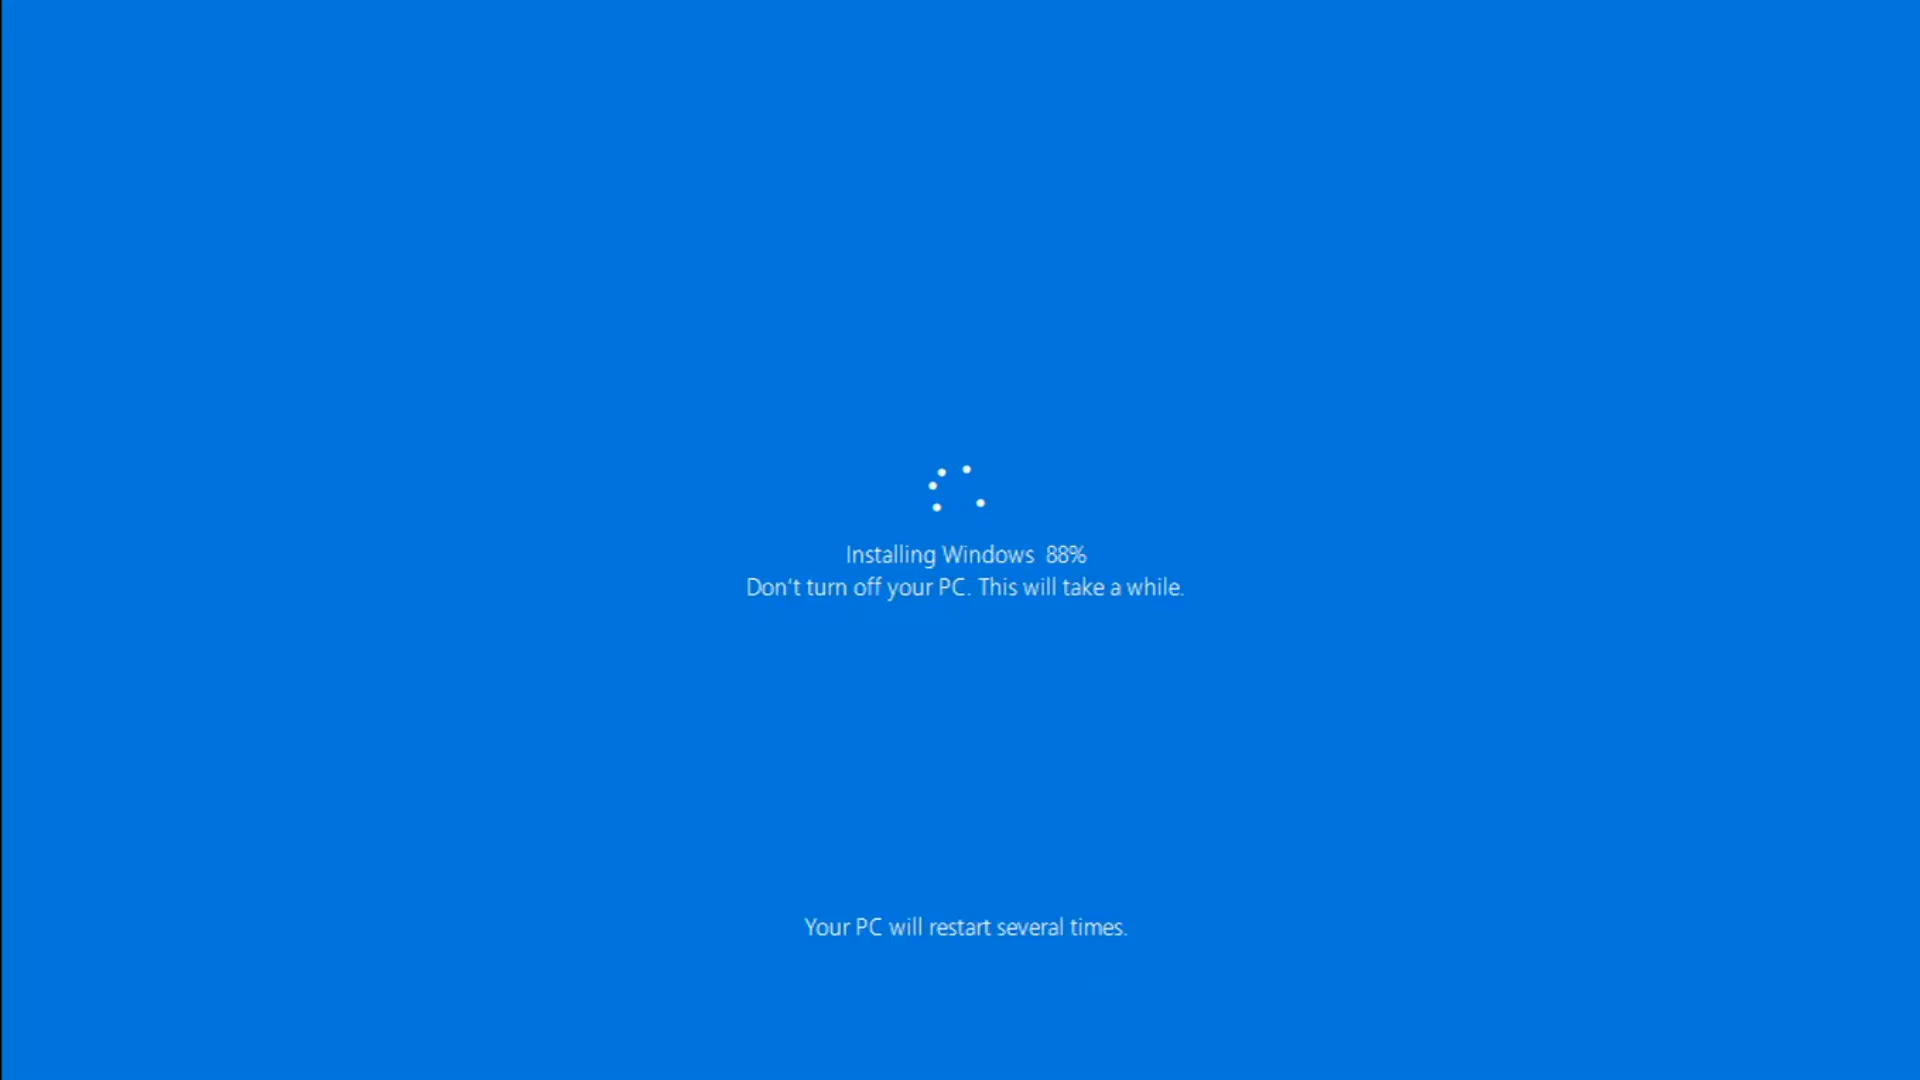 Installing Windows  88%
Don't turn off your PC. This will take a while.
Your PC will restart several times.